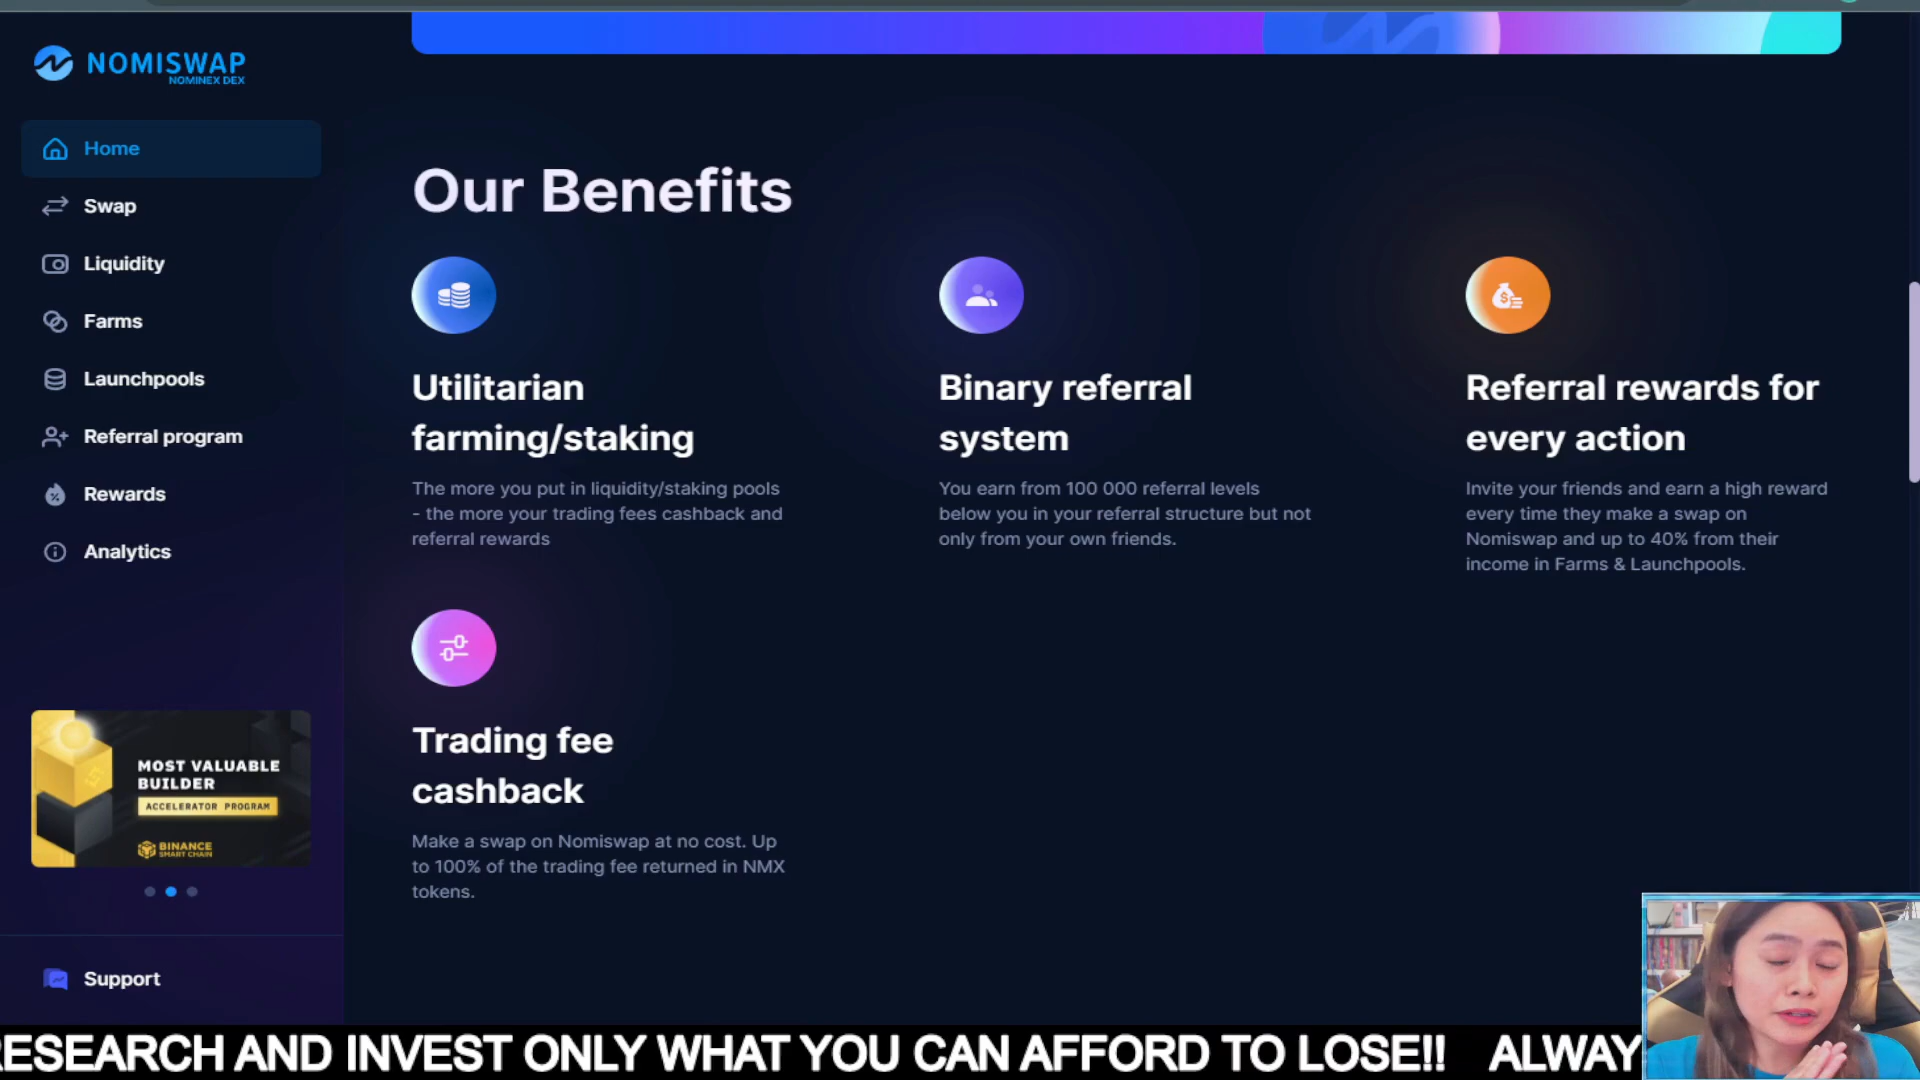 NOMISWAP
NOMINEX DEX
Home
Swap
Liquidity
Farms
Launchpools
Referral program
Rewards
Analytics
MOST VALUABLE
BUILDER
ACCELERATOR PROGRAM
BINANCE
SMART CHAIN
Support
Our Benefits
Utilitarian
farming/staking
The more you put in liquidity/staking pools
- the more your trading fees cashback and
referral rewards
Binary referral
system
You earn from 100 000 referral levels
below you in your referral structure but not
only from your own friends.
Referral rewards for
every action
Invite your friends and earn a high reward
every time they make a swap on
Nomiswap and up to 40% from their
income in Farms & Launchpools.
Trading fee
cashback
Make a swap on Nomiswap at no cost. Up
to 100% of the trading fee returned in NMX
tokens.
RESEARCH AND INVEST ONLY WHAT YOU CAN AFFORD TO LOSE!! ALWAY